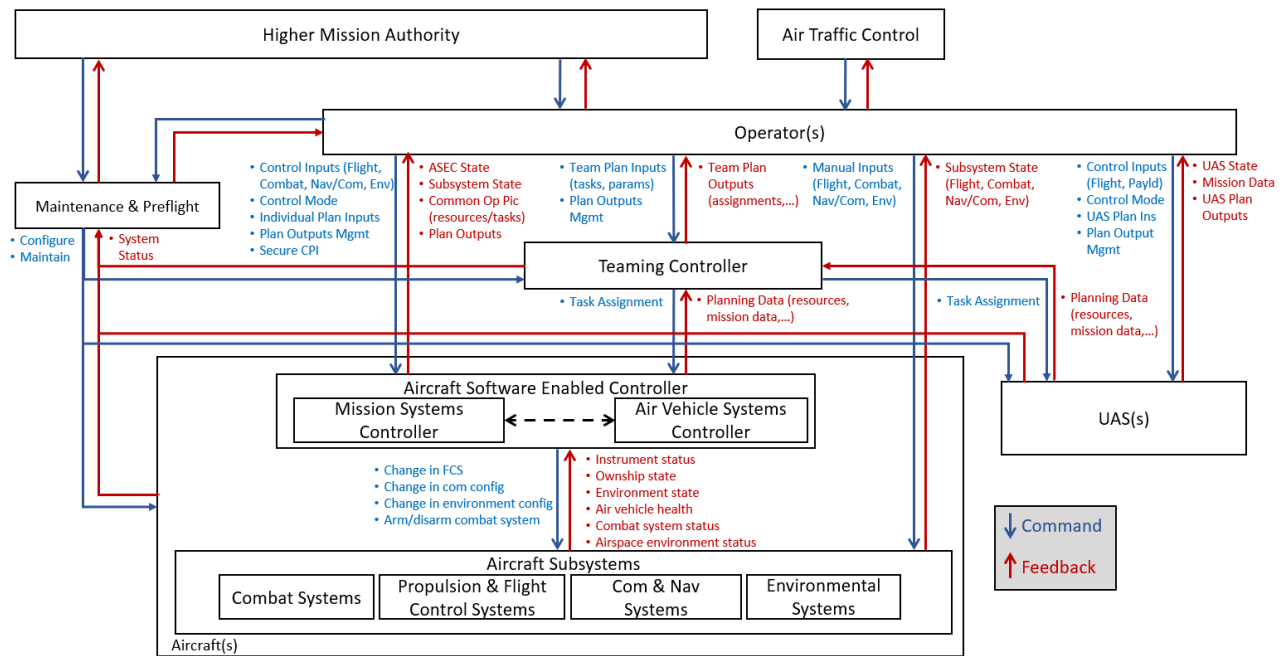 Higher Mission Authority
Air Traffic Control
Operator(s)
Maintenance & Preflight
• Configure
• Maintain
• System
Status
• Control Inputs (Flight,
Combat, Nav/Com, Env)
• Control Mode
• Individual Plan Inputs
• Plan Outputs Mgmt
• Secure CPI
• ASEC State
• Subsystem State
• Common Op Pic
(resources/tasks)
• Plan Outputs
• Team Plan Inputs
(tasks, params)
• Plan Outputs
Mgmt
• Team Plan
Outputs
(assignments,...)
• Manual Inputs
(Flight, Combat,
Nav/Com, Env)
• Subsystem State
(Flight, Combat,
Nav/Com, Env)
• Control Inputs
(Flight, Payld)
• Control Mode
• UAS Plan Ins
• Plan Output
Mgmt
• UAS State
• Mission Data
• UAS Plan
Outputs
Teaming Controller
• Task Assignment
• Planning Data (resources,
mission data,...)
• Task Assignment
• Planning Data
(resources,
mission data,...)
Aircraft Software Enabled Controller
Mission Systems
Controller
Air Vehicle Systems
Controller
UAS(s)
• Change in FCS
• Change in com config
• Change in environment config
• Arm/disarm combat system
• Instrument status
• Ownship state
• Environment state
• Air vehicle health
• Combat system status
• Airspace environment status
Command
Feedback
Aircraft Subsystems
Combat Systems
Propulsion & Flight
Control Systems
Com & Nav
Systems
Environmental
Systems
Aircraft(s)